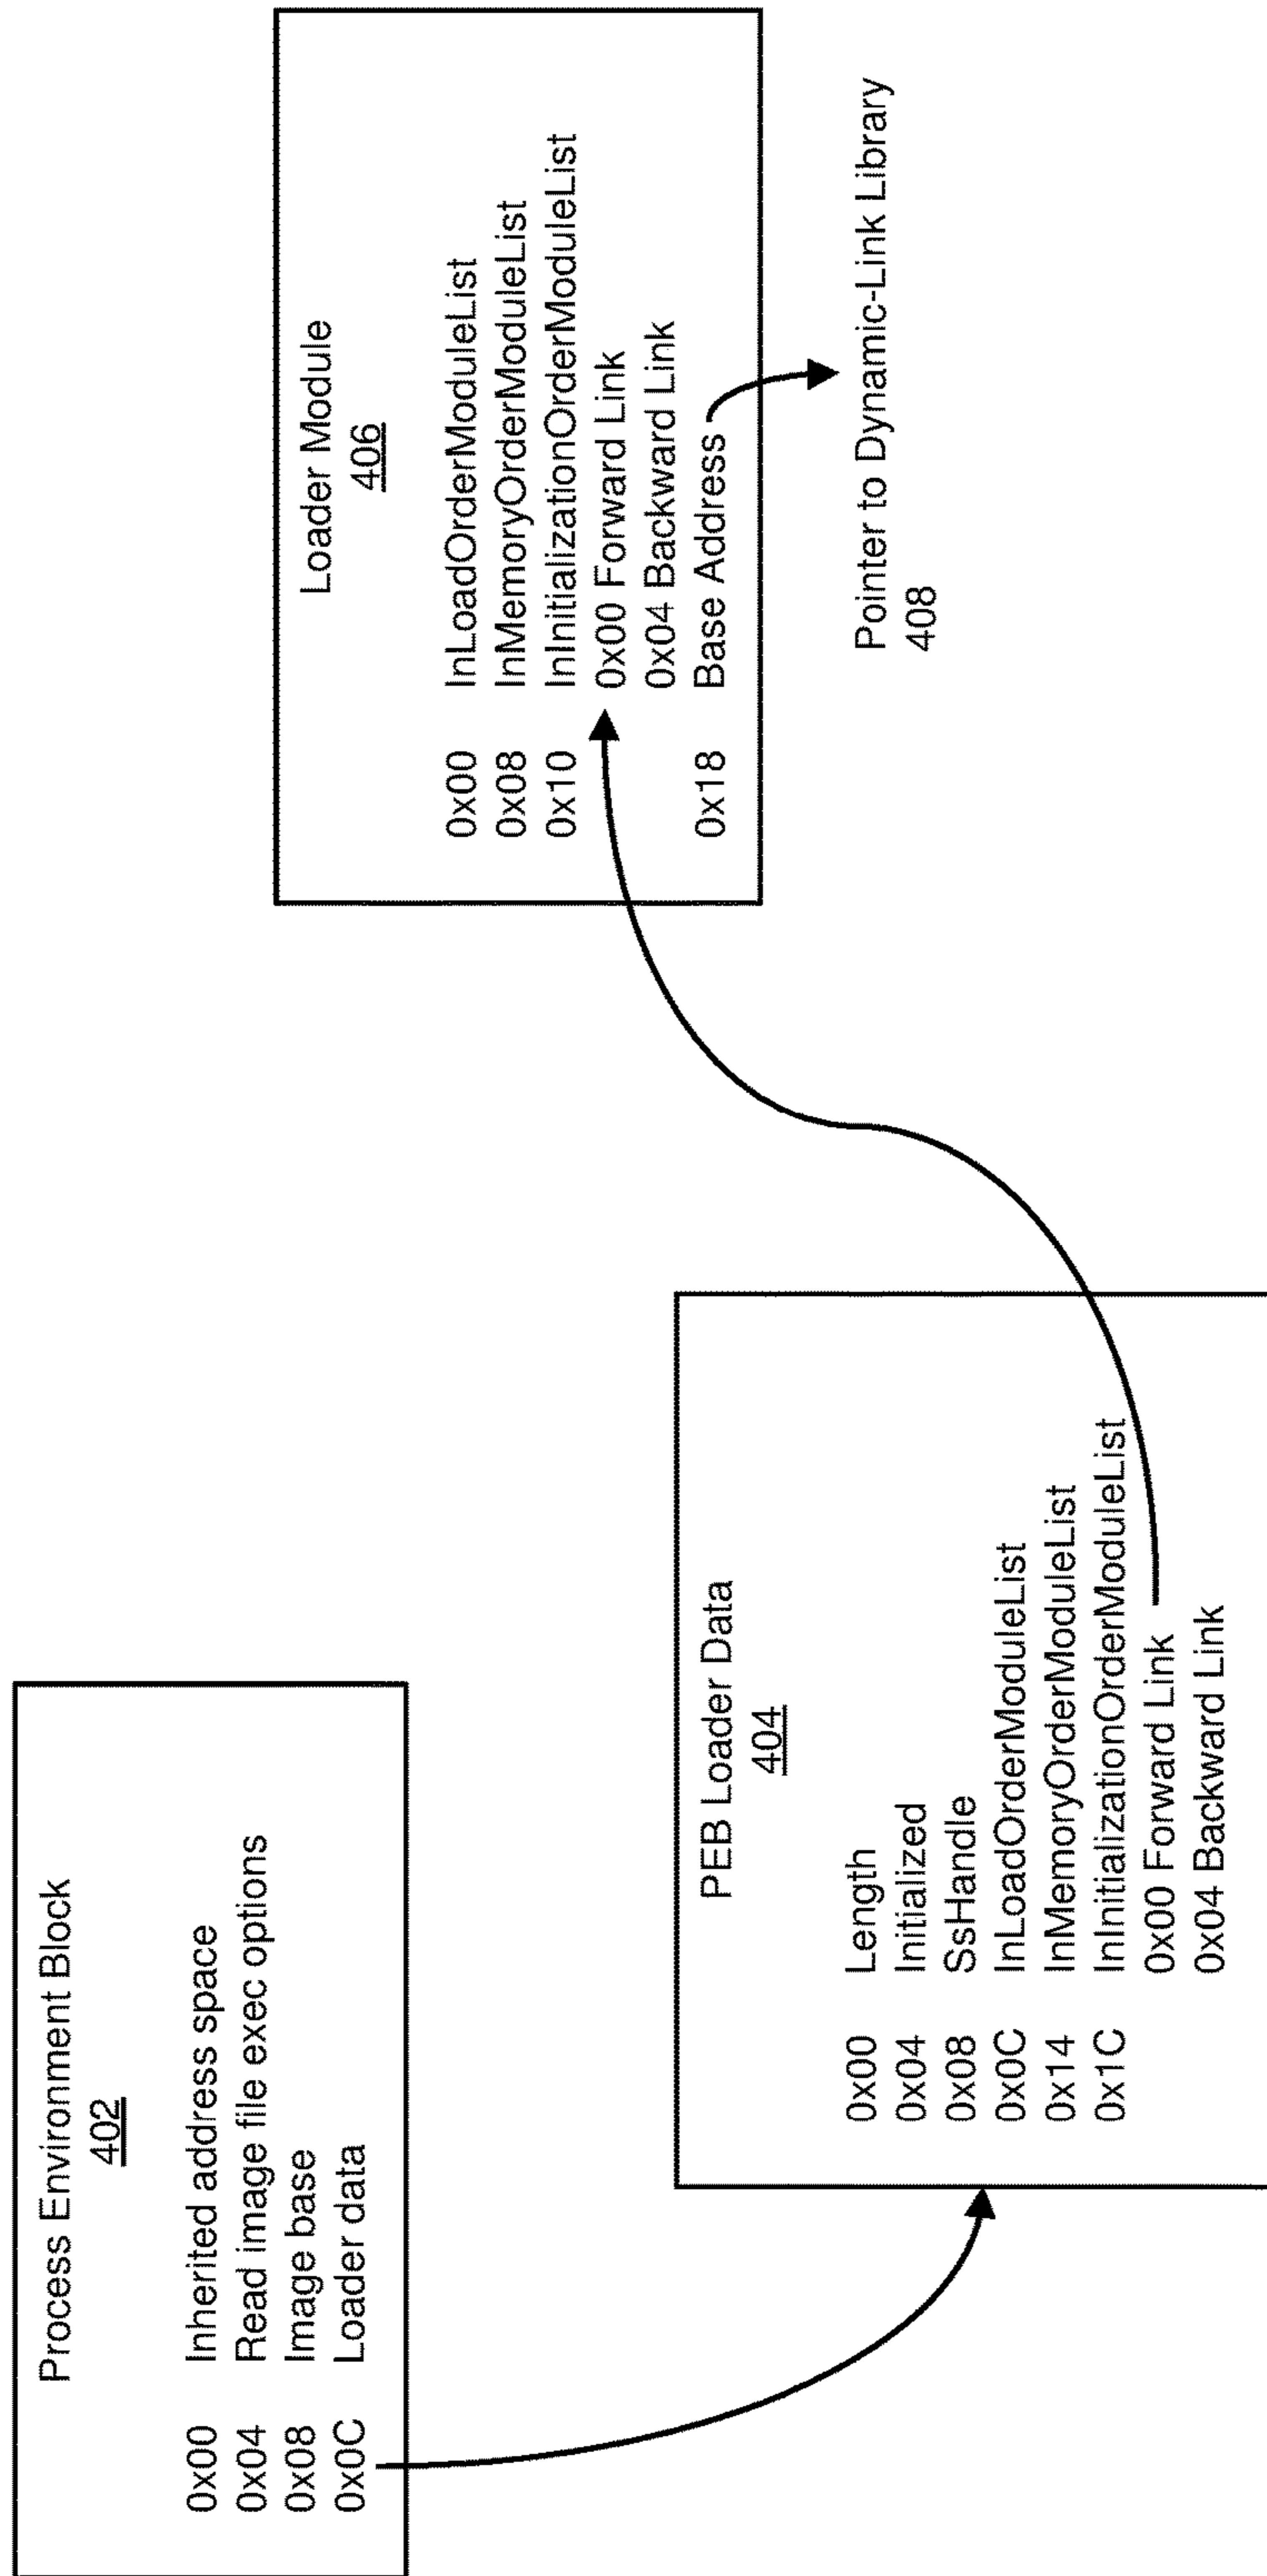 Process Environment Block
402
0x00 Inherited address space
0x04 Read image file exec options
0x08 Image base
0x0C Loader data
PEB Loader Data
404
0x00 Length
0x04 Initialized
0x08 SsHandle
0x0C InLoadOrderModuleList
0x14 InMemoryOrderModuleList
0x1C InInitializationOrderModuleList
0x00 Forward Link
0x04 Backward Link
Loader Module
406
0x00 InLoadOrderModuleList
0x08 InMemoryOrderModuleList
0x10 InInitializationOrderModuleList
0x00 Forward Link
0x04 Backward Link
0x18 Base Address
Pointer to Dynamic-Link Library
408